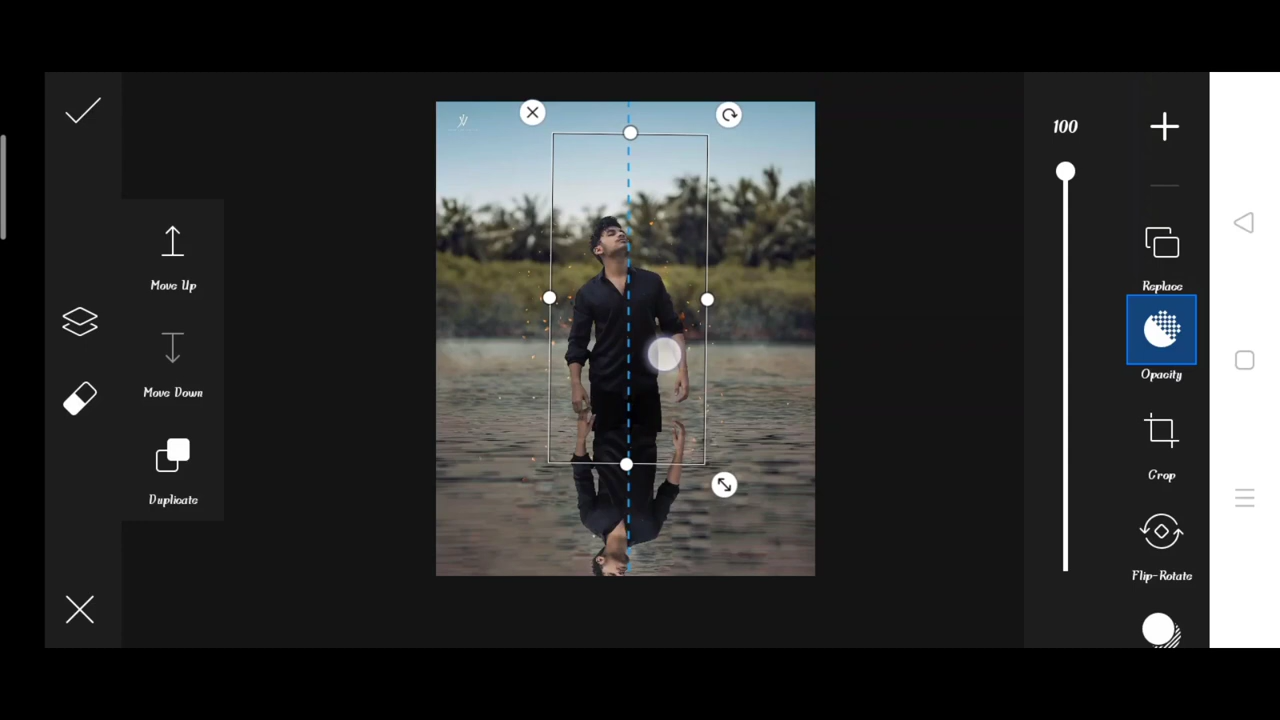 100
Move Up
Replace
Opacity
Move Down
Crop
Duplicate
Flip-Rotate